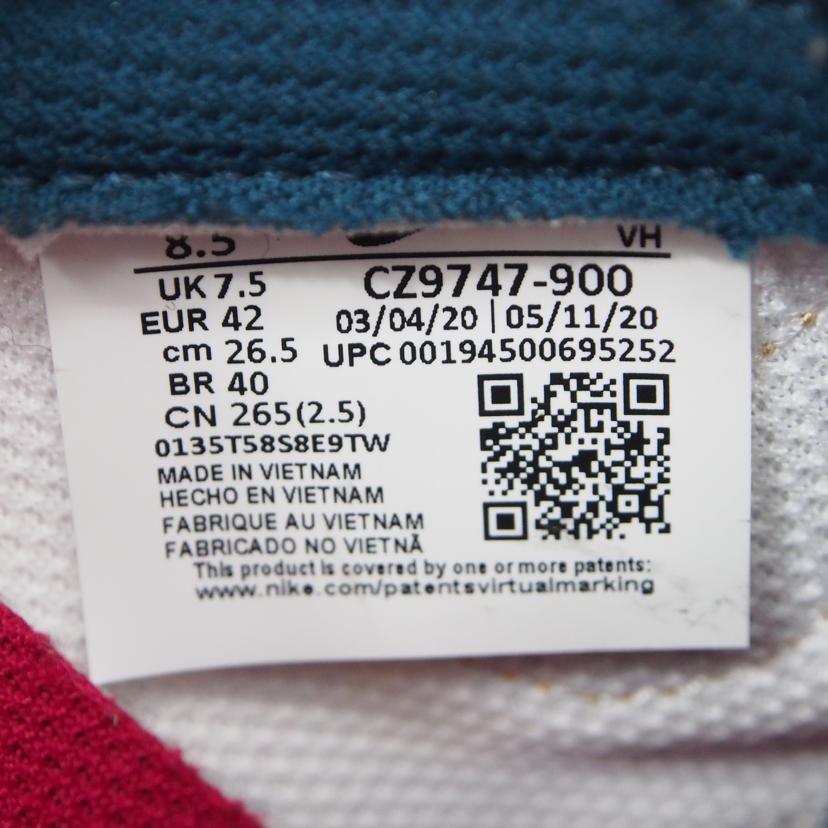 8.5 VH
UK 7.5 CZ9747-900
EUR 42 03/04/20 | 05/11/20
cm 26.5 UPC 00194500695252
BR 40
CN 265(2.5)
0135T58S8E9TW
MADE IN VIETNAM
HECHO EN VIETNAM
FABRIQUE AU VIETNAM
FABRICADO NO VIETNÃ
This product is covered by one or more patents:
www.nike.com/patentsvirtualmarking